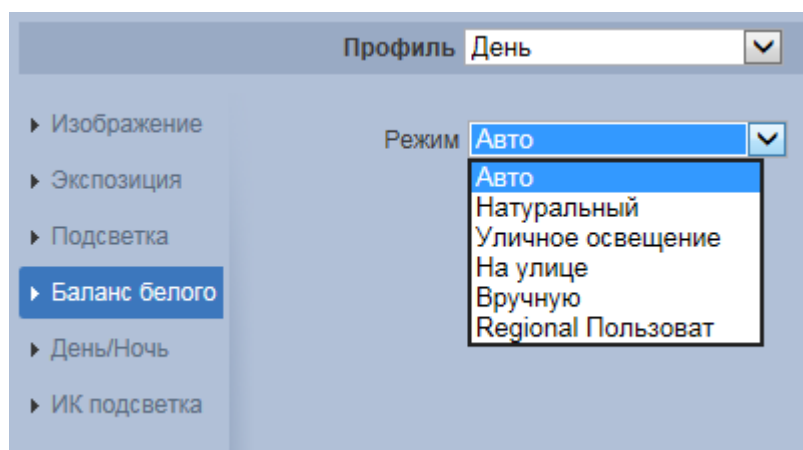 Профиль День
Изображение
Режим Авто
Экспозиция
Авто
Натуральный
Подсветка
Уличное освещение
На улице
Баланс белого
Вручную
Regional Пользоват
День/Ночь
ИК подсветка